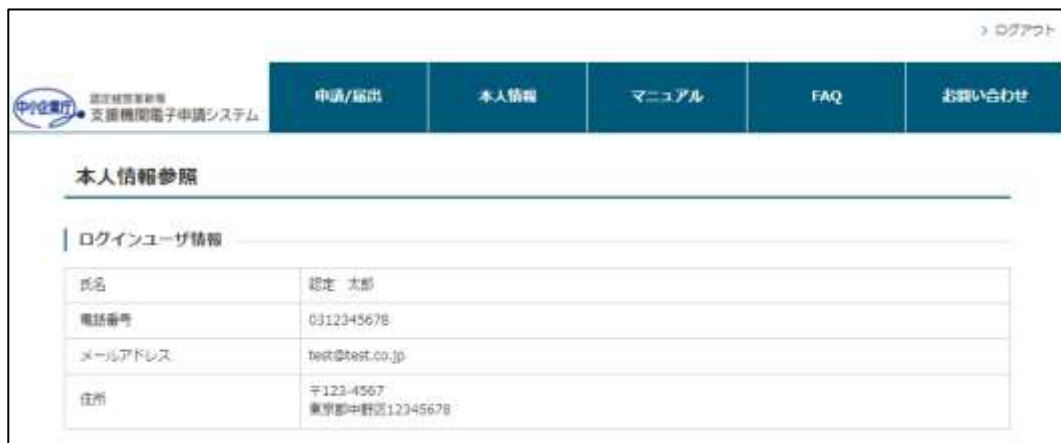 > ログアウト
中小企業庁
認定経営革新等
支援機関電子申請システム
申請/届出
本人情報
マニュアル
FAQ
お問い合わせ
本人情報参照
ログインユーザ情報
氏名 認定 太郎
電話番号 0312345678
メールアドレス test@test.co.jp
住所 〒123-4567
東京都中野区12345678